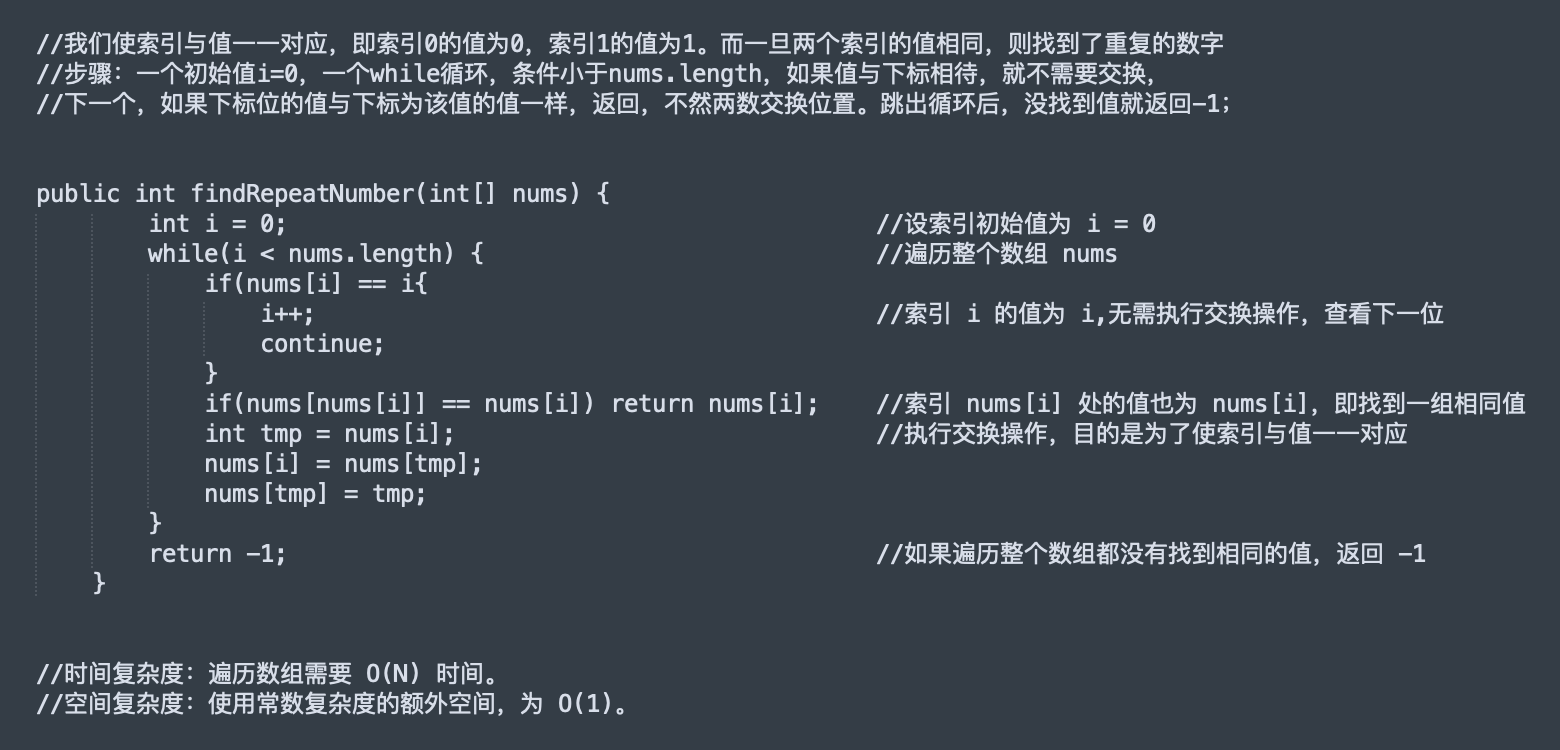 //我们使索引与值一一对应，即索引0的值为0，索引1的值为1。而一旦两个索引的值相同，则找到了重复的数字
//步骤：一个初始值i=0，一个while循环，条件小于nums.length，如果值与下标相待，就不需要交换，
//下一个，如果下标位的值与下标为该值的值一样，返回，不然两数交换位置。跳出循环后，没找到值就返回-1；
public int findRepeatNumber(int[] nums) {
int i = 0; //设索引初始值为 i = 0
while(i < nums.length) { //遍历整个数组 nums
if(nums[i] == i{
i++; //索引 i 的值为 i,无需执行交换操作，查看下一位
continue;
}
if(nums[nums[i]] == nums[i]) return nums[i]; //索引 nums[i] 处的值也为 nums[i]，即找到一组相同值
int tmp = nums[i]; //执行交换操作，目的是为了使索引与值一一对应
nums[i] = nums[tmp];
nums[tmp] = tmp;
}
return -1; //如果遍历整个数组都没有找到相同的值，返回 -1
}
//时间复杂度：遍历数组需要 O(N) 时间。
//空间复杂度：使用常数复杂度的额外空间，为 O(1)。